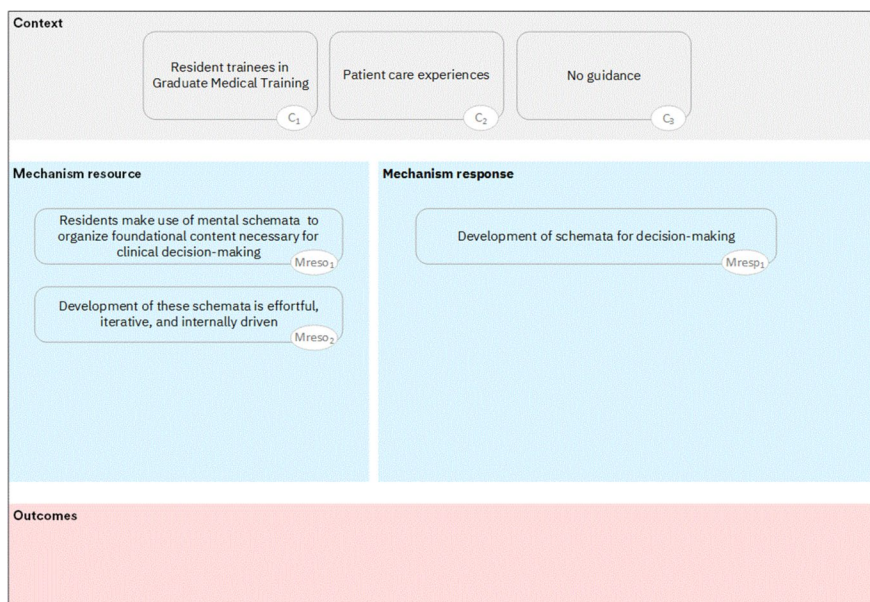 Context
Resident trainees in
Graduate Medical Training
C₁
Patient care experiences
C₂
No guidance
C₃
Mechanism resource
Residents make use of mental schemata to
organize foundational content necessary for
clinical decision-making
Mreso₁
Development of these schemata is effortful,
iterative, and internally driven
Mreso₂
Mechanism response
Development of schemata for decision-making
Mresp₁
Outcomes